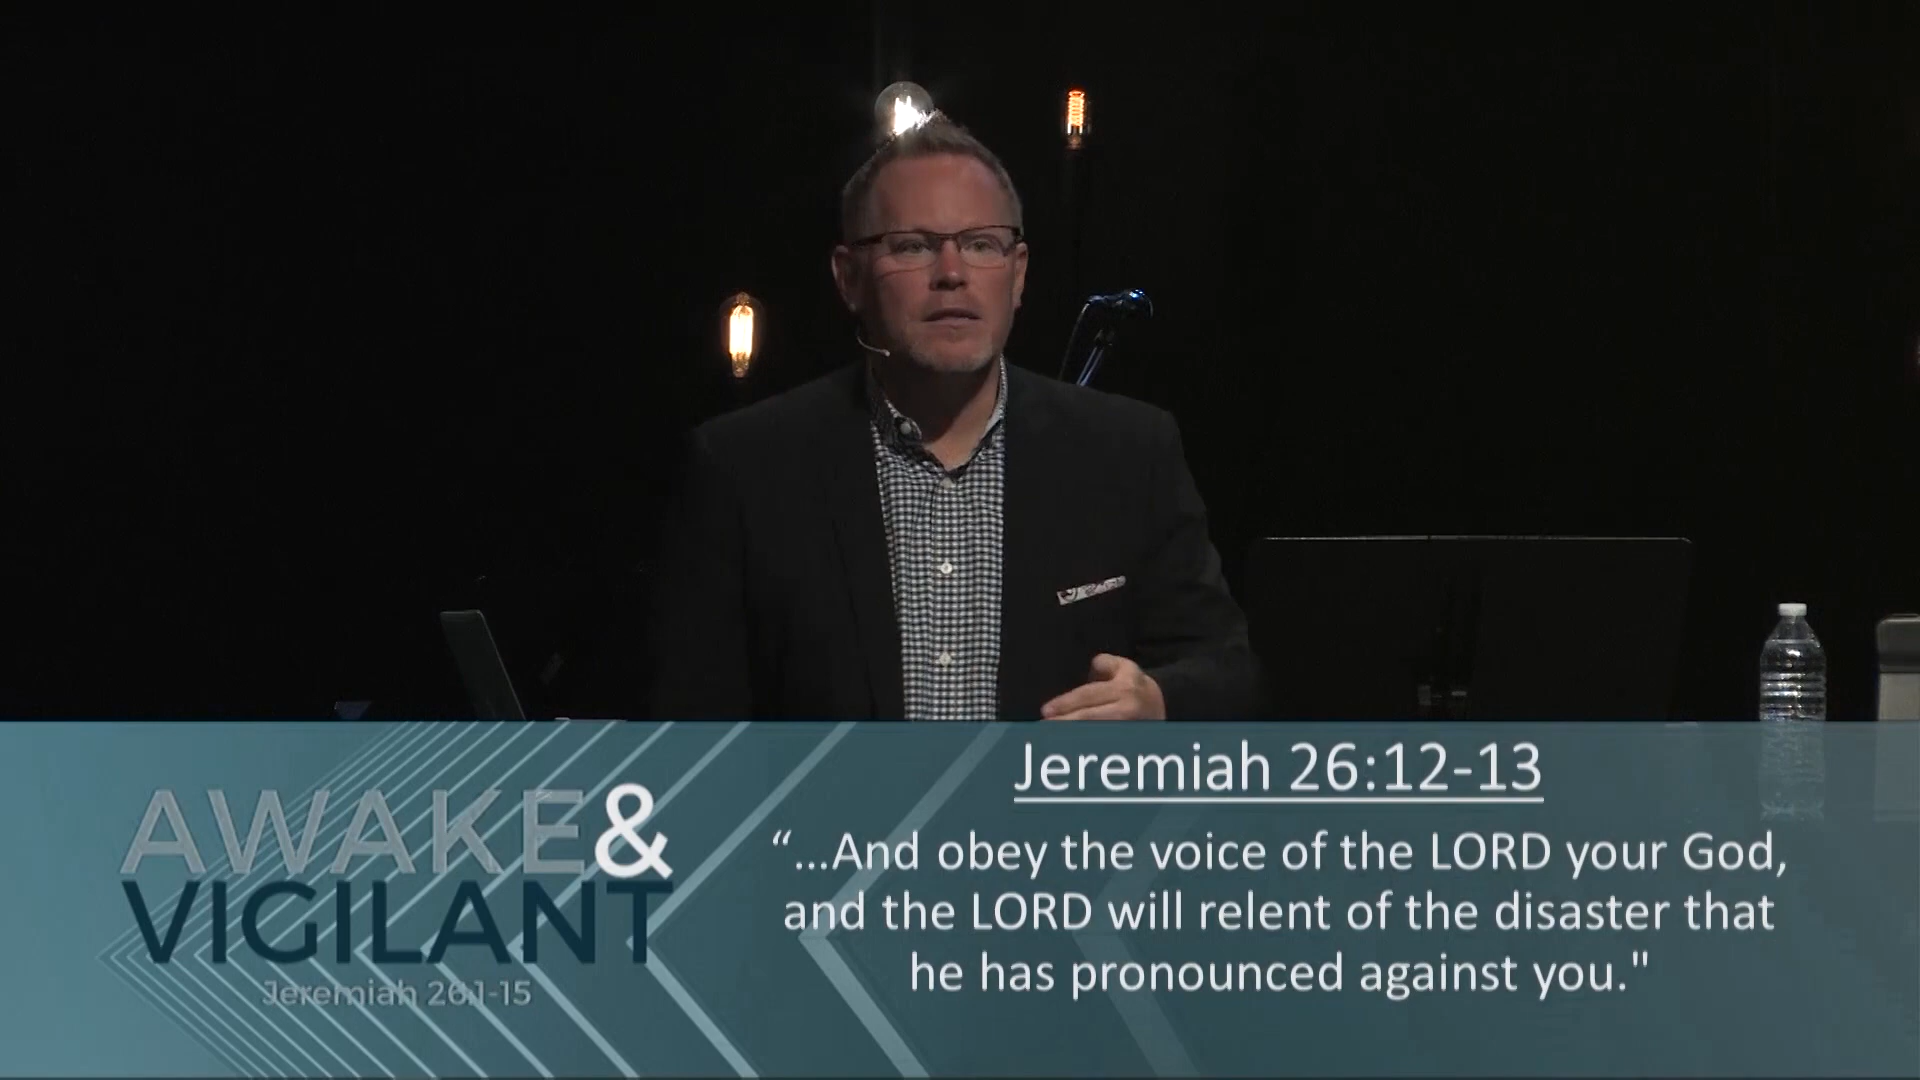 AWAKE&
VIGILANT
Jeremiah 26:1-15
Jeremiah 26:12-13
“...And obey the voice of the LORD your God,
and the LORD will relent of the disaster that
he has pronounced against you."